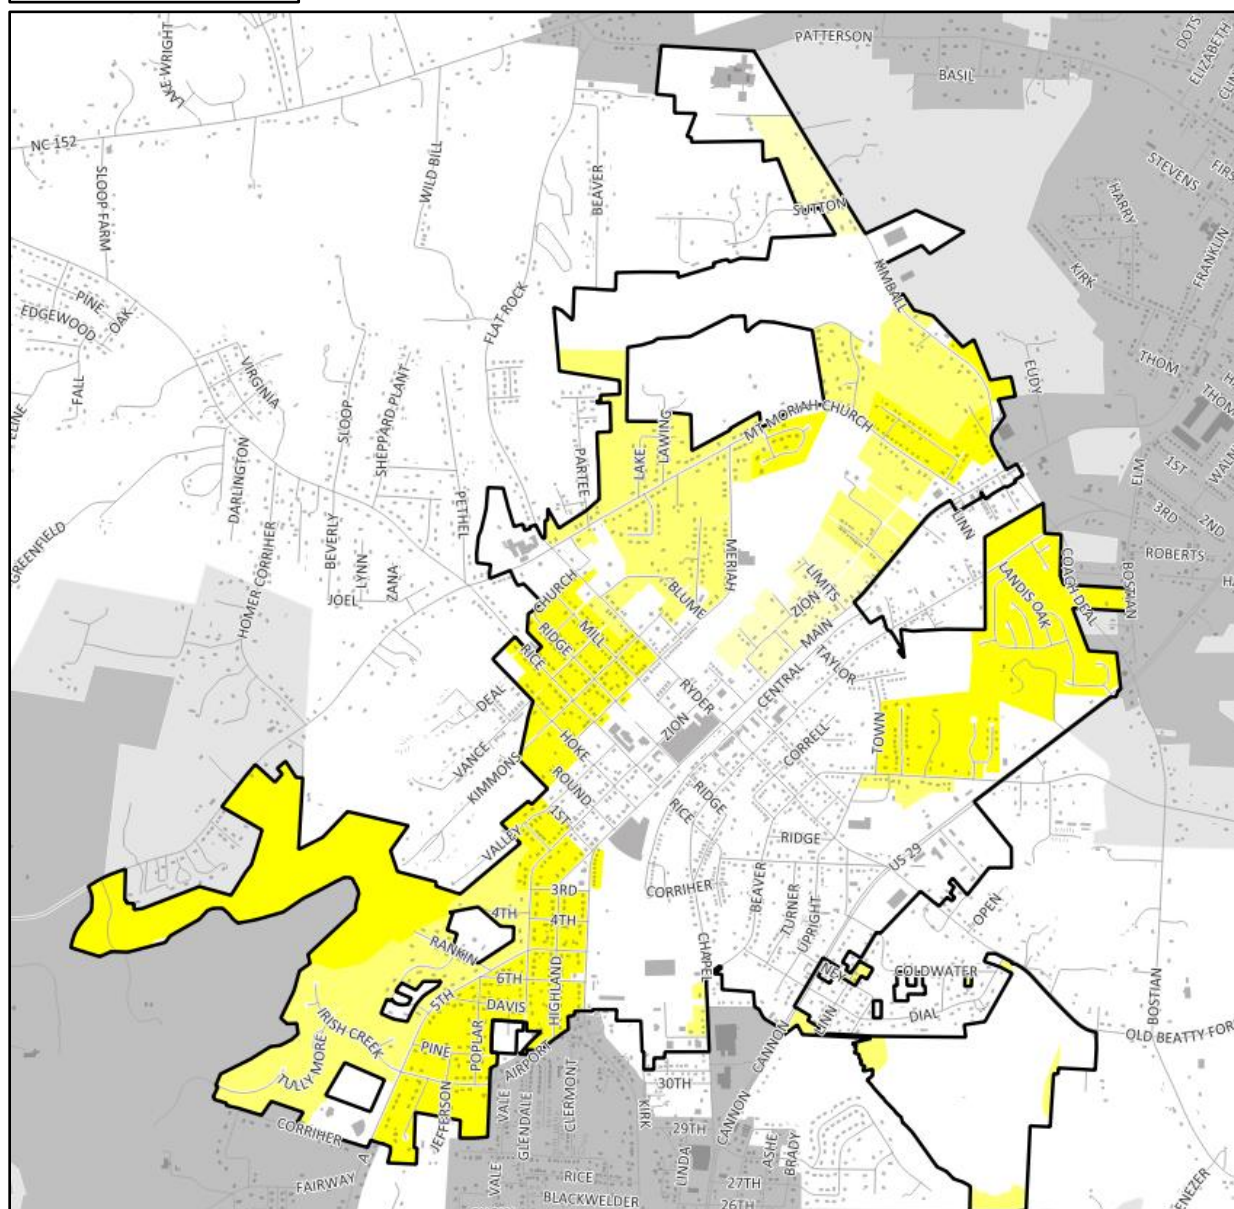 PATTERSON
DOTS
ELIZABETH
LAKE WRIGHT
BASIL
NC 152
SLOOP FARM
WILD BILL
BEAVER
STEVENS
HARRY
SUTTON
FRANKLIN
KIRK
KIMBALL
PINE
EDGEWOOD
OAK
FLAT ROCK
VIRGINIA
FALL
EUDY
THOM
SLOOP
SHEPPARD PLANT
MT MORIAH CHURCH
LAWING
LAKE
PARTEE
DARLINGTON
ELM
1ST
3RD
2ND
PETHEL
GREENFIELD
BEVERLY
LYNN
ZANA
JOEL
HOMER CORRIHER
LINN
ROBERTS
MERIAH
LIMITS
ZION
LANDIS OAK
COACH DEAL
BOSTIAN
CHURCH
BLUME
MILL
RIDGE
RICE
MAIN
TAYLOR
CENTRAL
RYDER
ZION
DEAL
VANCE
KIMMONS
HOKE
ROUND
1ST
VALLEY
CORRELL
TOWN
RIDGE
RICE
RIDGE
US 29
CORRIHER
BEAVER
TURNER
UPRIGHT
OPEN
3RD
4TH
4TH
RANKIN
6TH
5TH
DAVIS
HIGHLAND
CHAPEL
NEY
COLDWATER
LINN
DIAL
BOSTIAN
OLD BEATTY FOR
IRISH CREEK
TULLY MORE
PINE
POPLAR
AIRPORT
CANNON
30TH
CORRIHER
JEFFERSON
VALE
GLENDALE
CLERMONT
KIRK
29TH
LINDA
CANNON
ASHE
BRADY
FAIRWAY
A
VALE
RICE
BLACKWELDER
27TH
26TH
ENEZER